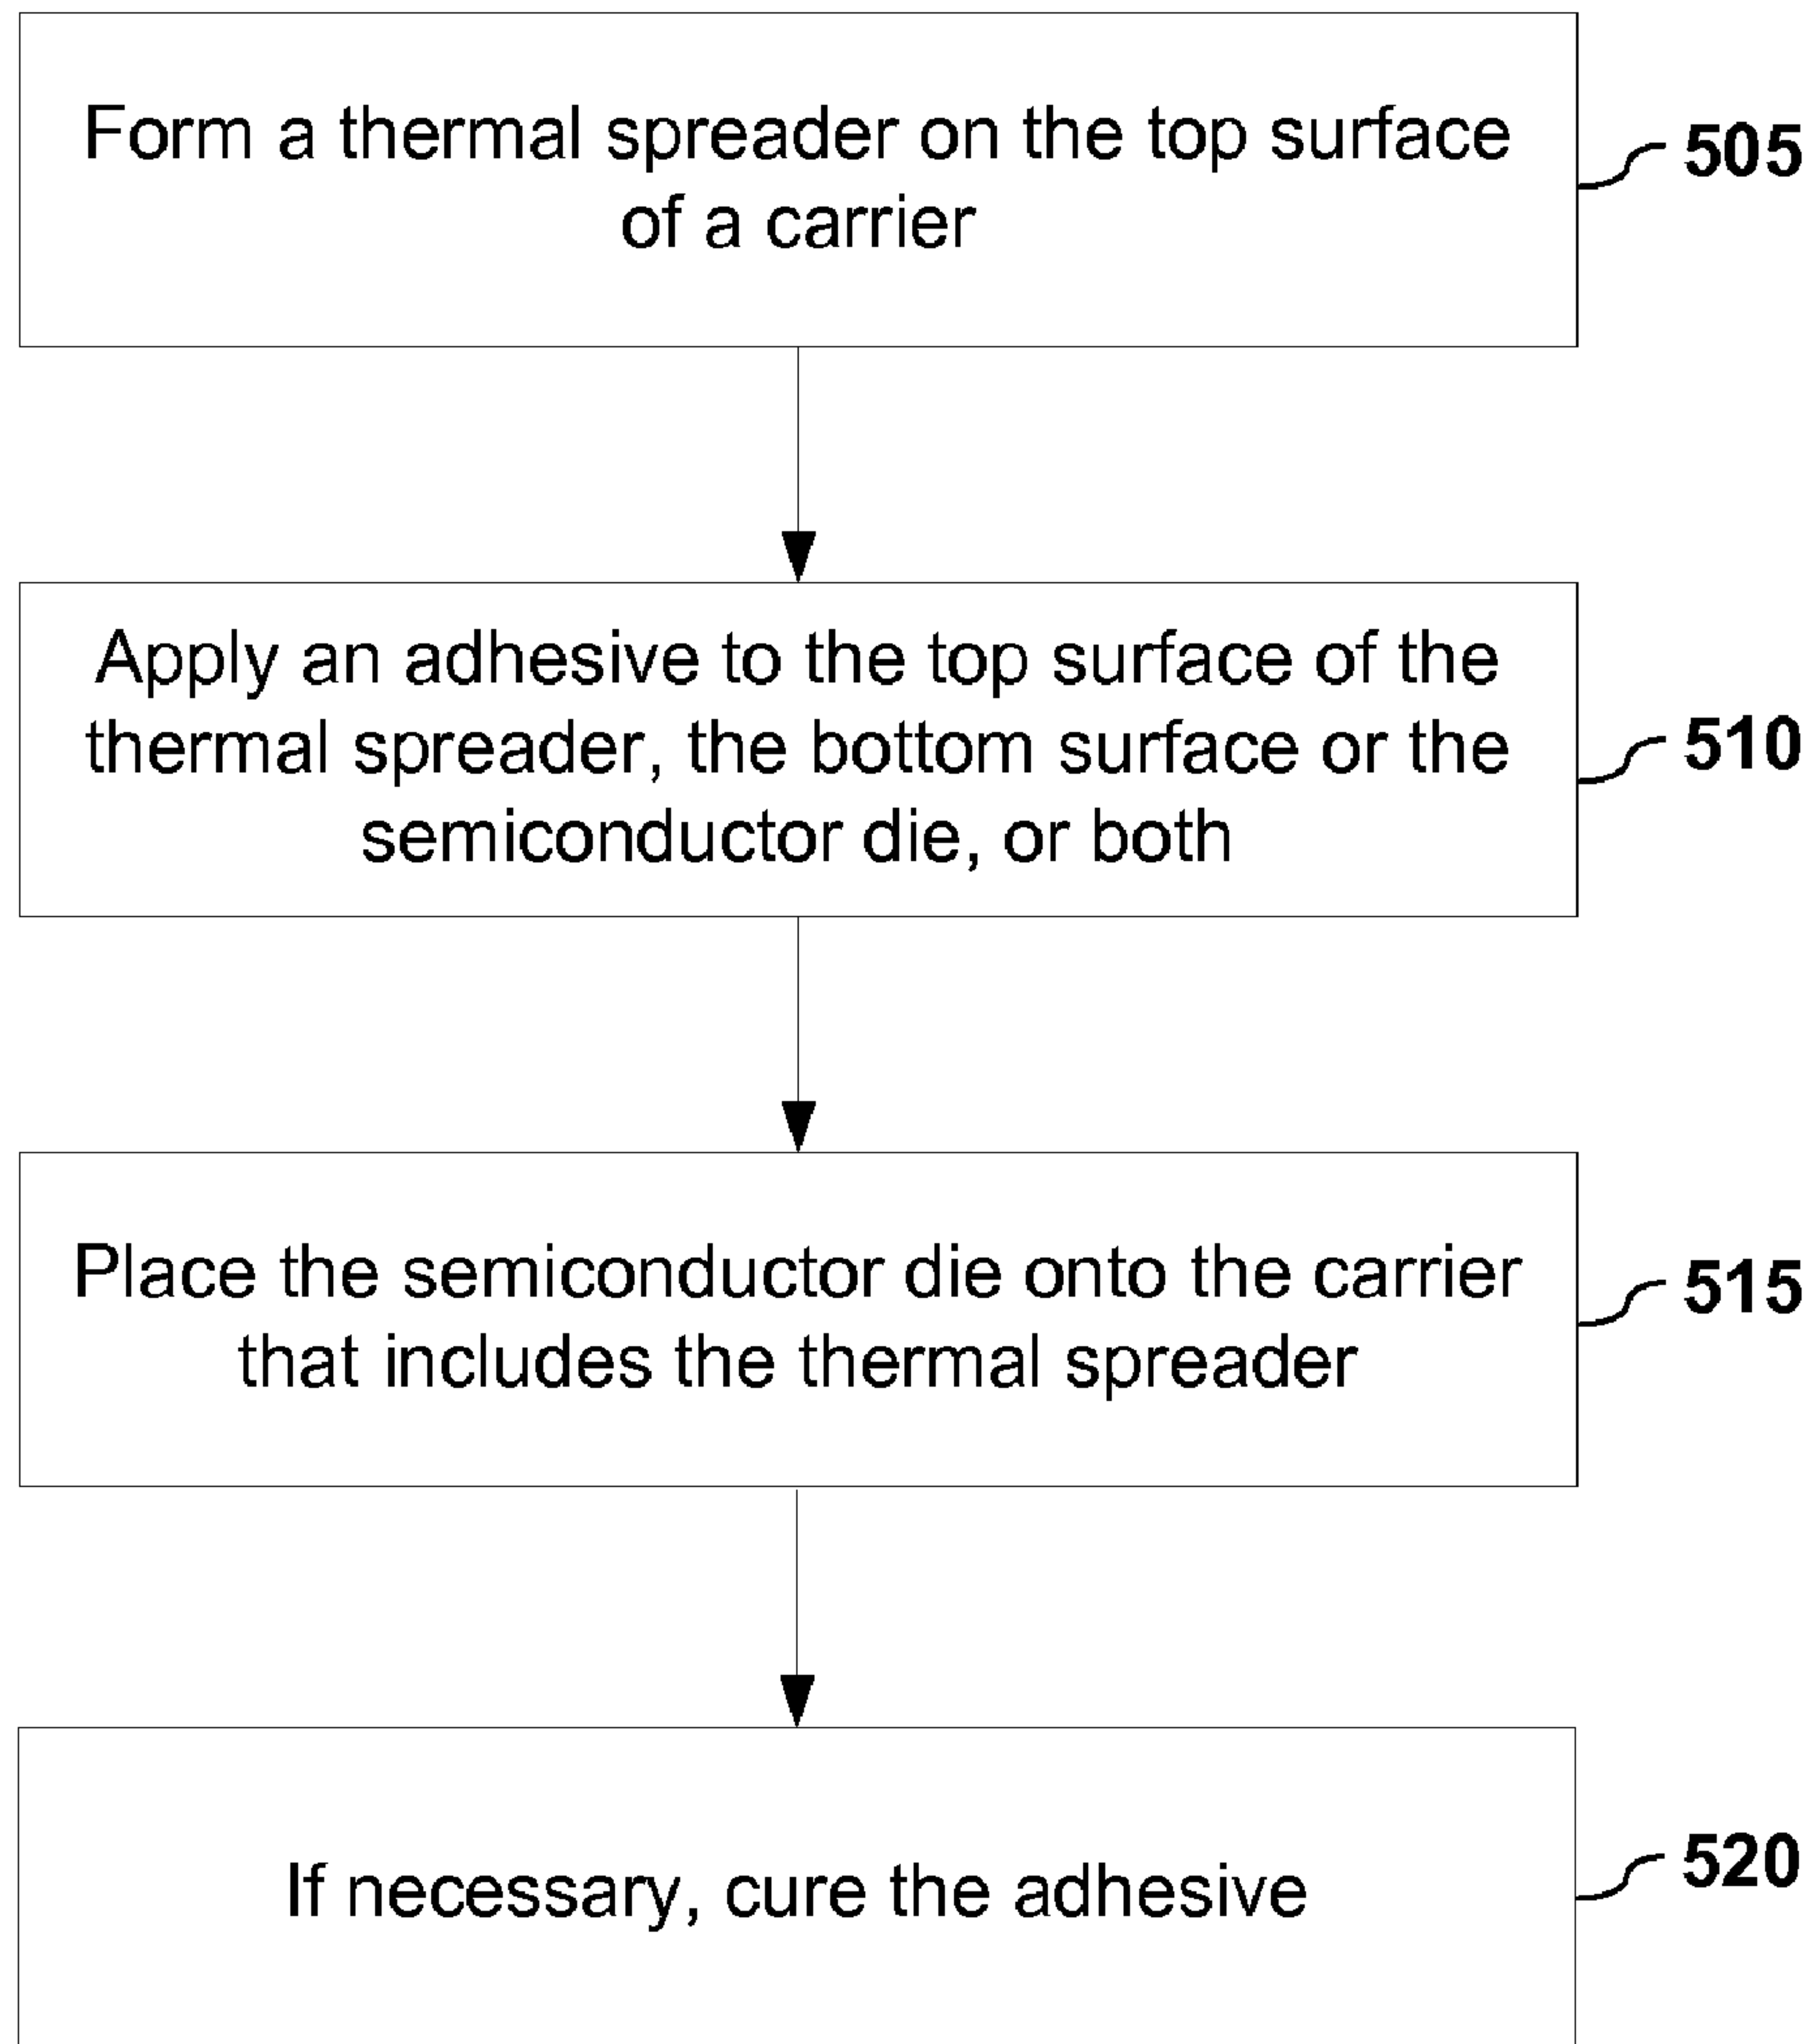 Form a thermal spreader on the top surface
of a carrier
505
Apply an adhesive to the top surface of the
thermal spreader, the bottom surface or the
semiconductor die, or both
510
Place the semiconductor die onto the carrier
that includes the thermal spreader
515
If necessary, cure the adhesive
520